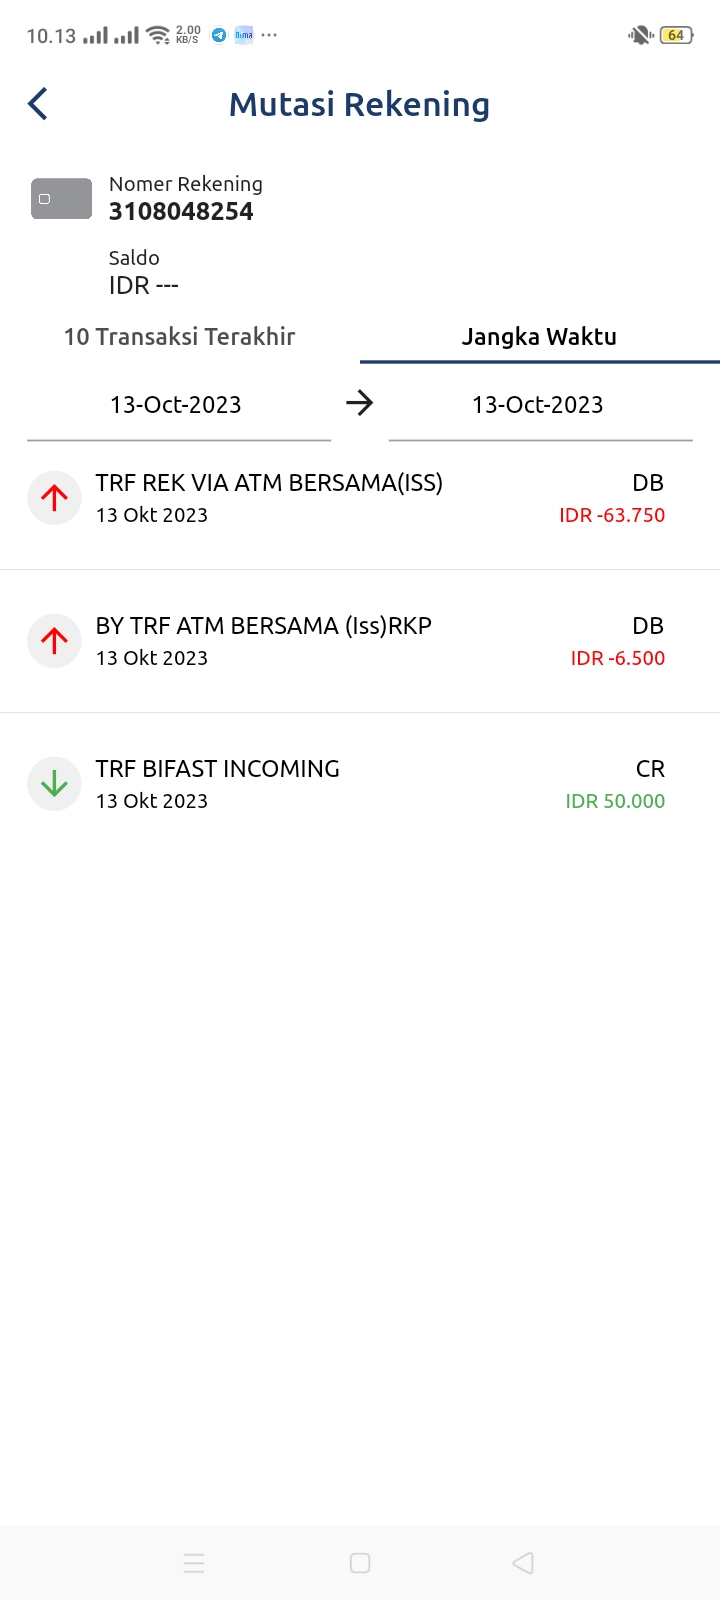 10.13 2.00 KB/S 64
Mutasi Rekening
Nomer Rekening
3108048254
Saldo
IDR ---
10 Transaksi Terakhir Jangka Waktu
13-Oct-2023 13-Oct-2023
TRF REK VIA ATM BERSAMA(ISS) DB
13 Okt 2023 IDR -63.750
BY TRF ATM BERSAMA (Iss)RKP DB
13 Okt 2023 IDR -6.500
TRF BIFAST INCOMING CR
13 Okt 2023 IDR 50.000